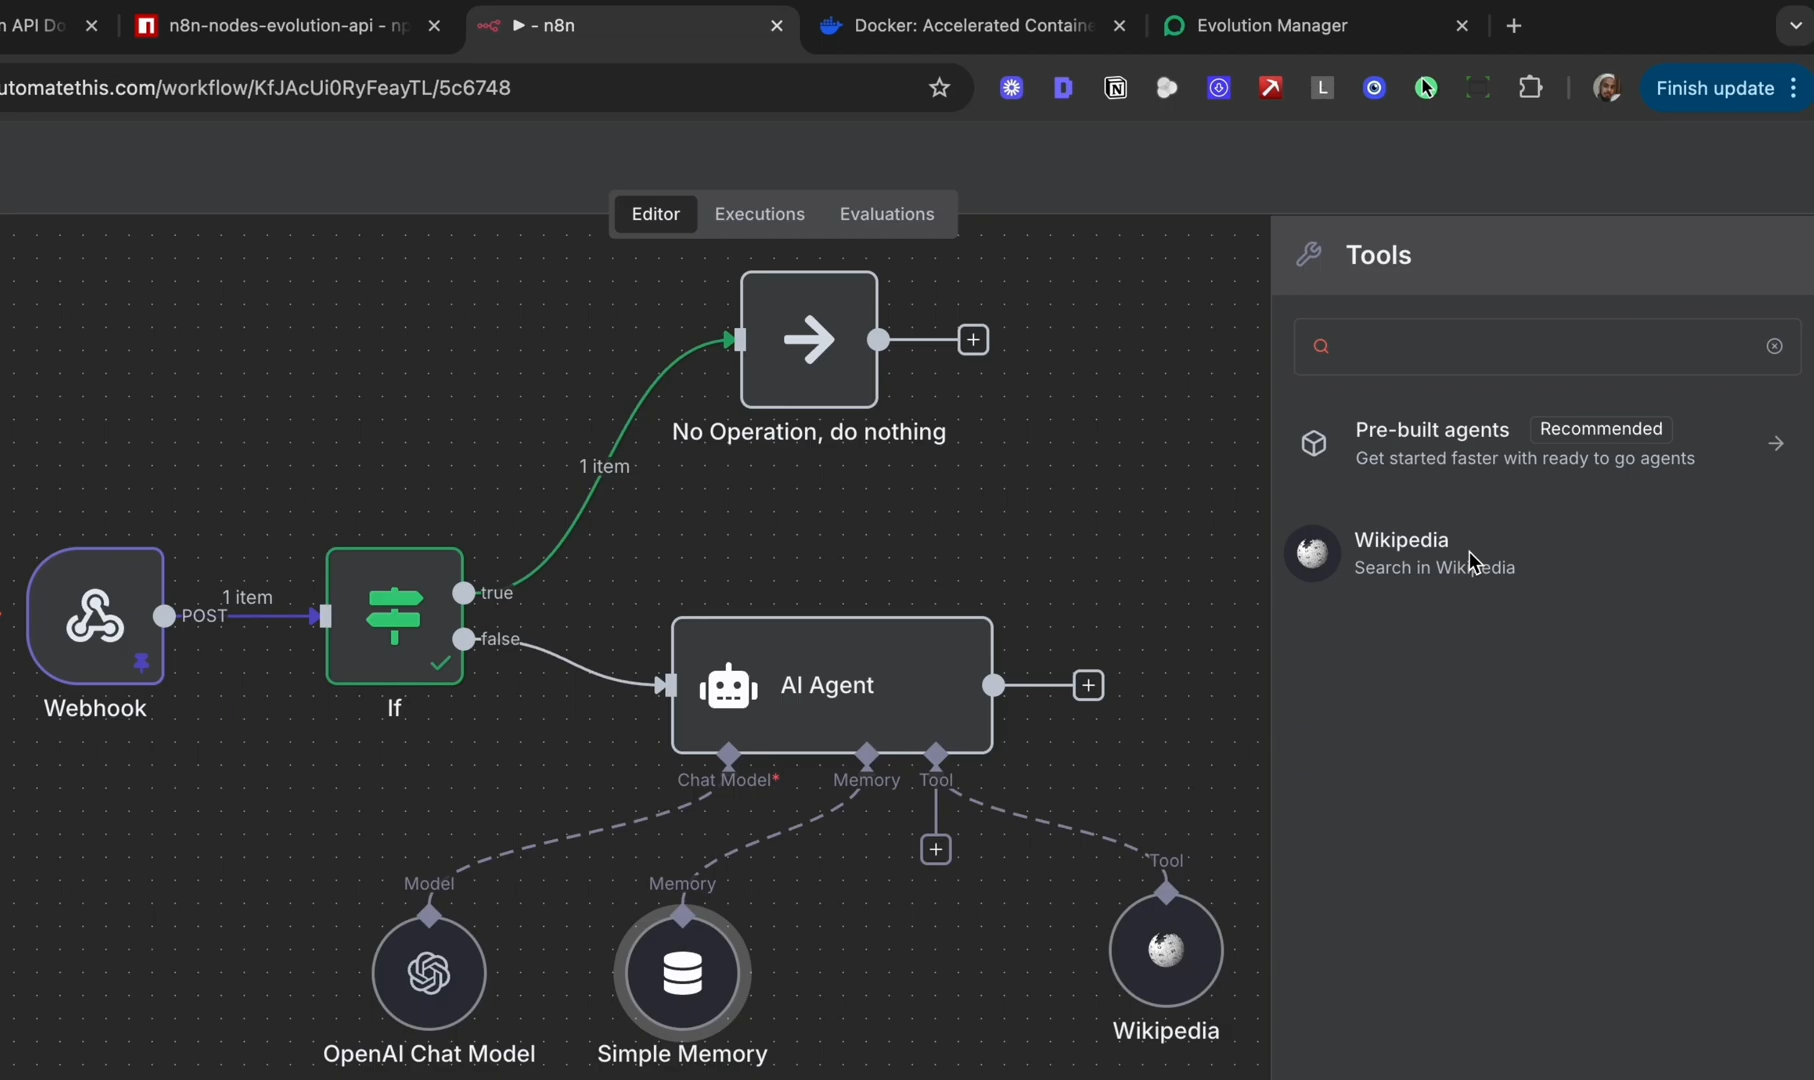 n API Do
n8n-nodes-evolution-api - np
- n8n
Docker: Accelerated Containe
Evolution Manager
utomatethis.com/workflow/KfJAcUi0RyFeayTL/5c6748
L
Finish update
Editor
Executions
Evaluations
Tools
No Operation, do nothing
Pre-built agents
Recommended
Get started faster with ready to go agents
1 item
Wikipedia
Search in Wikipedia
1 item
POST
true
false
Webhook
If
AI Agent
Chat Model*
Memory
Tool
Tool
Model
Memory
OpenAI Chat Model
Simple Memory
Wikipedia